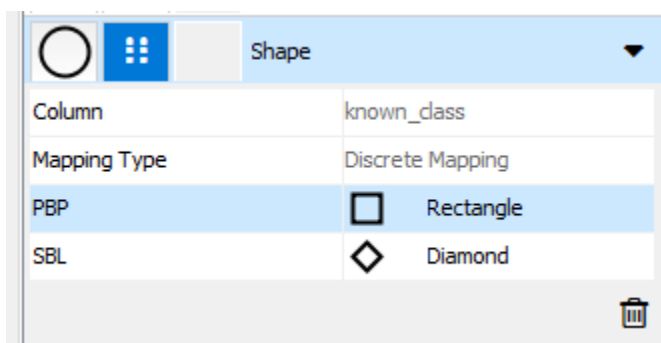 Shape
Column known_class
Mapping Type Discrete Mapping
PBP Rectangle
SBL Diamond